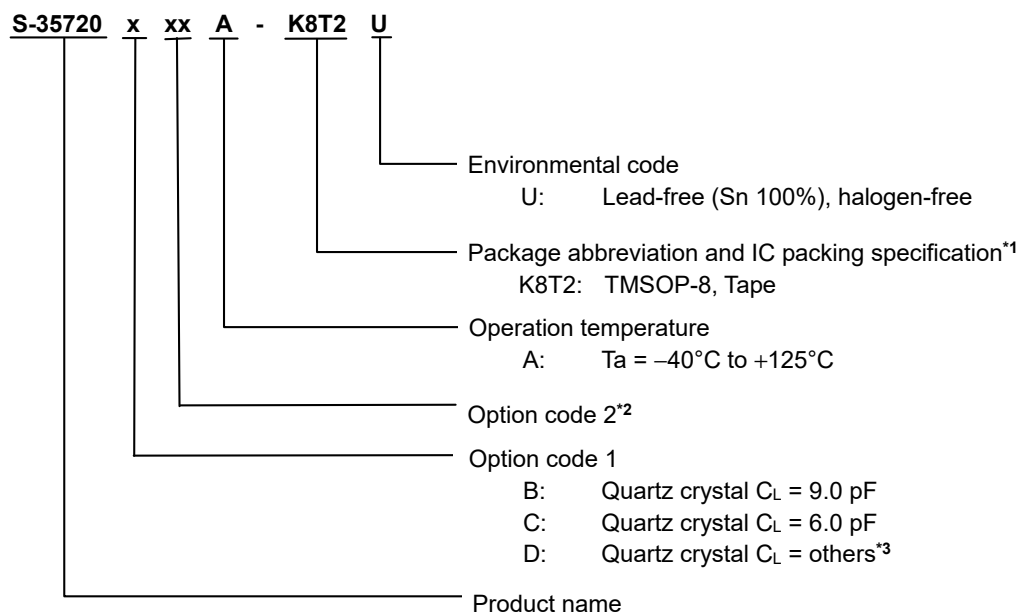 S-35720 x xx A - K8T2 U
Environmental code
U: Lead-free (Sn 100%), halogen-free
Package abbreviation and IC packing specification*1
K8T2: TMSOP-8, Tape
Operation temperature
A: Ta = −40°C to +125°C
Option code 2*2
Option code 1
B: Quartz crystal CL = 9.0 pF
C: Quartz crystal CL = 6.0 pF
D: Quartz crystal CL = others*3
Product name